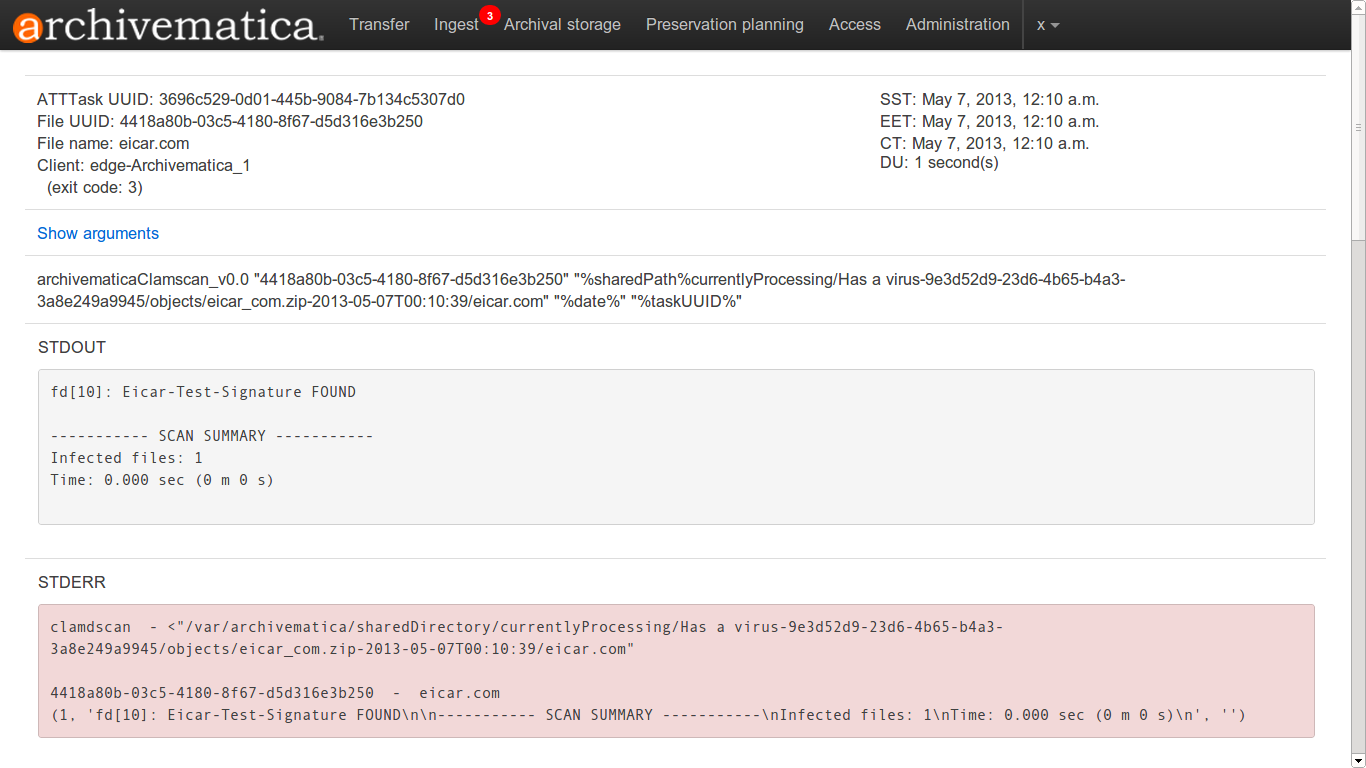 archivematica. Transfer Ingest 3 Archival storage Preservation planning Access Administration x
ATTTask UUID: 3696c529-0d01-445b-9084-7b134c5307d0
File UUID: 4418a80b-03c5-4180-8f67-d5d316e3b250
File name: eicar.com
Client: edge-Archivematica_1
(exit code: 3)
SST: May 7, 2013, 12:10 a.m.
EET: May 7, 2013, 12:10 a.m.
CT: May 7, 2013, 12:10 a.m.
DU: 1 second(s)
Show arguments
archivematicaClamscan_v0.0 "4418a80b-03c5-4180-8f67-d5d316e3b250" "%sharedPath%currentlyProcessing/Has a virus-9e3d52d9-23d6-4b65-b4a3-
3a8e249a9945/objects/eicar_com.zip-2013-05-07T00:10:39/eicar.com" "%date%" "%taskUUID%"
STDOUT
fd[10]: Eicar-Test-Signature FOUND
----------- SCAN SUMMARY -----------
Infected files: 1
Time: 0.000 sec (0 m 0 s)
STDERR
clamdscan  - <"/var/archivematica/sharedDirectory/currentlyProcessing/Has a virus-9e3d52d9-23d6-4b65-b4a3-
3a8e249a9945/objects/eicar_com.zip-2013-05-07T00:10:39/eicar.com"
4418a80b-03c5-4180-8f67-d5d316e3b250  -  eicar.com
(1, 'fd[10]: Eicar-Test-Signature FOUND\n\n----------- SCAN SUMMARY -----------\nInfected files: 1\nTime: 0.000 sec (0 m 0 s)\n', '')